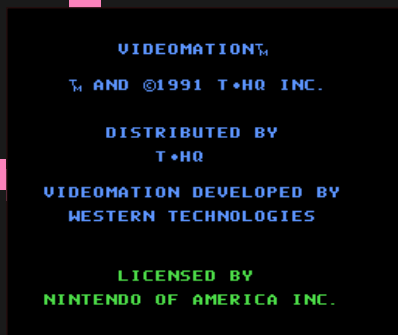 VIDEOMATION™
™ AND ©1991 T•HQ INC.
DISTRIBUTED BY
T•HQ
VIDEOMATION DEVELOPED BY
WESTERN TECHNOLOGIES
LICENSED BY
NINTENDO OF AMERICA INC.